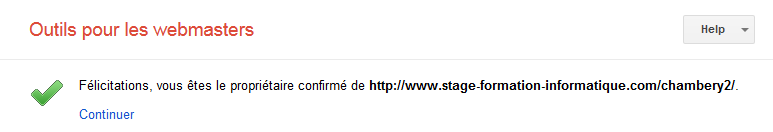 Outils pour les webmasters
Help
Félicitations, vous êtes le propriétaire confirmé de http://www.stage-formation-informatique.com/chambery2/.
Continuer